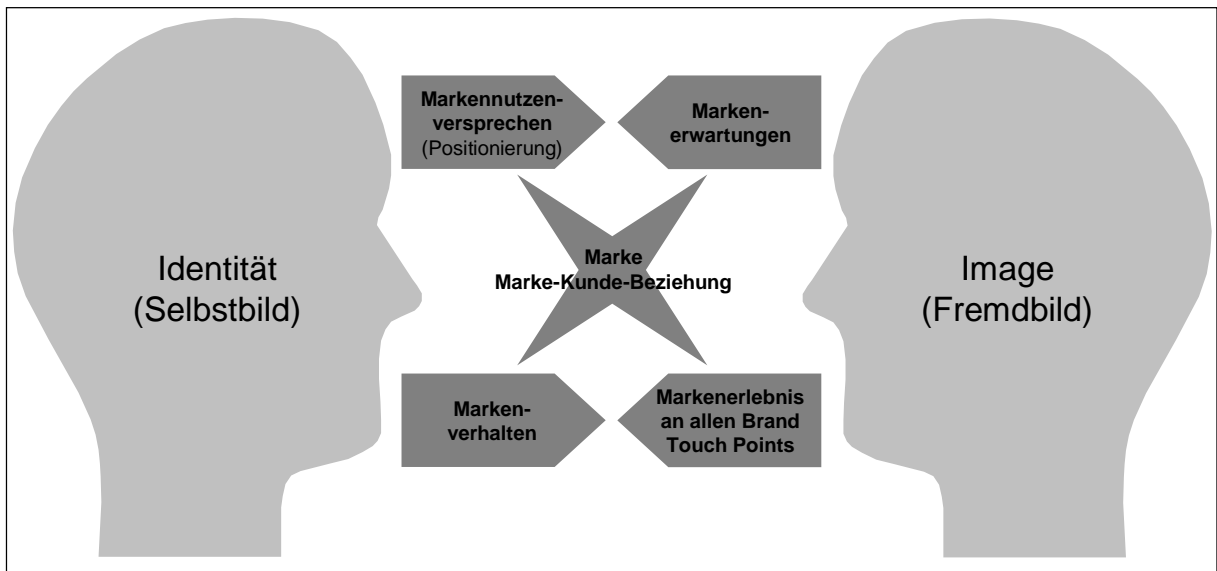 Markennutzen-
versprechen
(Positionierung)
Marken-
erwartungen
Identität
(Selbstbild)
Marke
Marke-Kunde-Beziehung
Image
(Fremdbild)
Marken-
verhalten
Markenerlebnis
an allen Brand
Touch Points